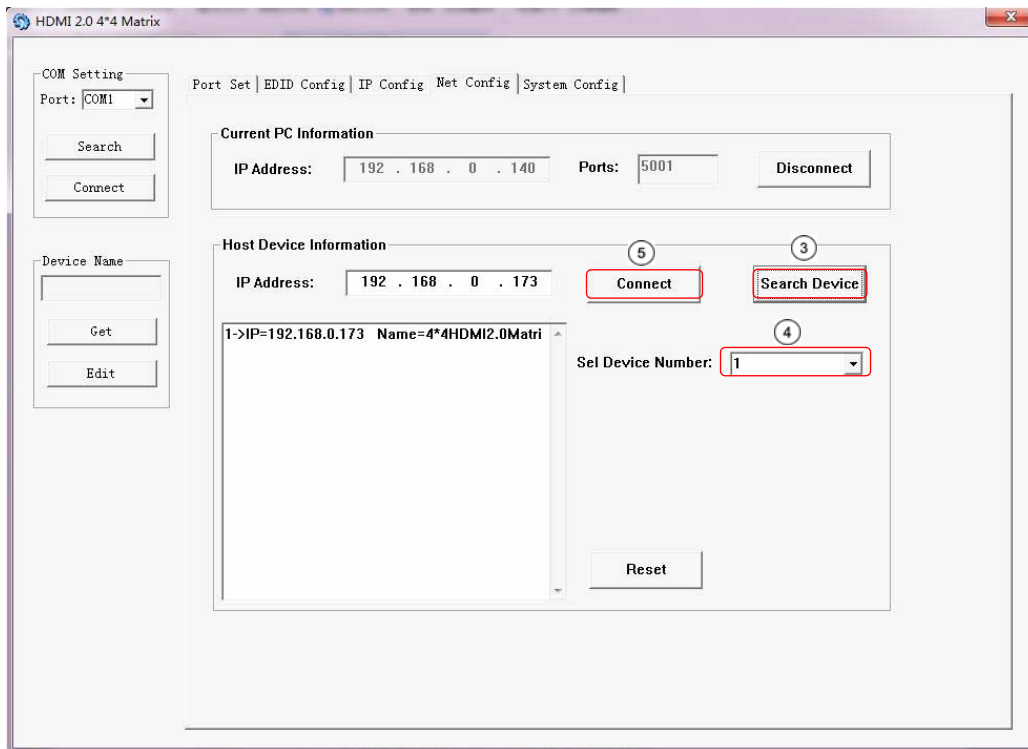 HDMI 2.0 4*4 Matrix
COM Setting
Port: COM1
Search
Connect
Device Name
Get
Edit
Port Set EDID Config IP Config Net Config System Config
Current PC Information
IP Address: 192 . 168 . 0 . 140 Ports: 5001 Disconnect
Host Device Information
5 3
IP Address: 192 . 168 . 0 . 173 Connect Search Device
1->IP=192.168.0.173 Name=4*4HDMI2.0Matri
4
Sel Device Number: 1
Reset